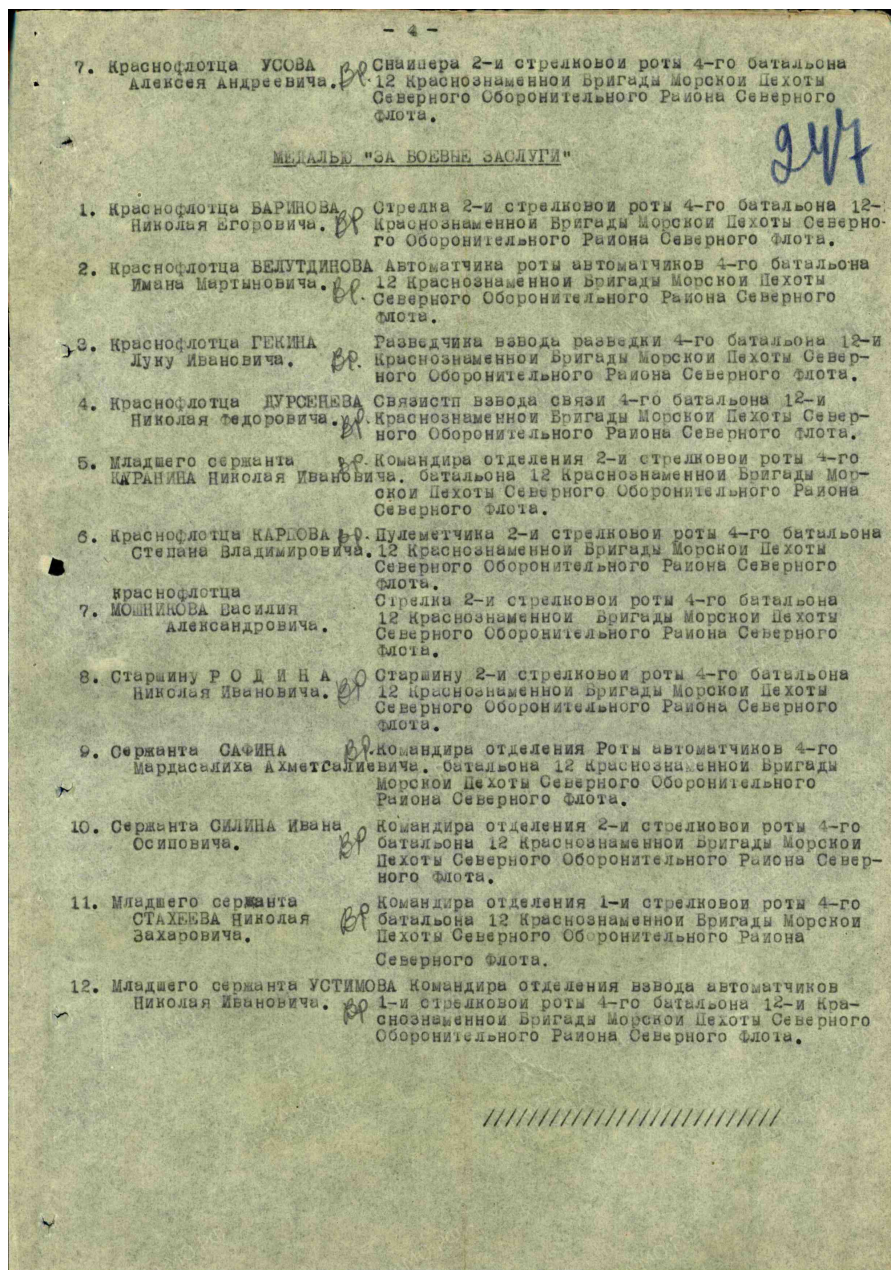 - 4 -
7. Краснофлотца УСОВА Вр. Снайпера 2-й стрелковой роты 4-го батальона
Алексея Андреевича. 12 Краснознаменной Бригады Морской Пехоты
Северного Оборонительного Района Северного
Флота.
247
МЕДАЛЬЮ "ЗА БОЕВЫЕ ЗАСЛУГИ"
1. Краснофлотца БАРИНОВА Вр Стрелка 2-й стрелковой роты 4-го батальона 12-
Николая Егоровича. Краснознаменной Бригады Морской Пехоты Северно-
го Оборонительного Района Северного Флота.
2. Краснофлотца БЕЛУТДИНОВА Автоматчика роты автоматчиков 4-го батальона
Имана Мартыновича. Вр. 12 Краснознаменной Бригады Морской Пехоты
Северного Оборонительного Района Северного
Флота.
3. Краснофлотца ГЕКИНА Разведчика взвода разведки 4-го батальона 12-й
Луку Ивановича. Вр. Краснознаменной Бригады Морской Пехоты Север-
ного Оборонительного Района Северного Флота.
4. Краснофлотца ДУРСЕНЕВА Связистп взвода связи 4-го батальона 12-й
Николая Федоровича. Вр. Краснознаменной Бригады Морской Пехоты Север-
ного Оборонительного Района Северного Флота.
5. Младшего сержанта Вр. Командира отделения 2-й стрелковой роты 4-го
КАРАНИНА Николая Ивановича. батальона 12 Краснознаменной Бригады Мор-
ской Пехоты Северного Оборонительного Района
Северного Флота.
6. Краснофлотца КАРПОВА Вр. Пулеметчика 2-й стрелковой роты 4-го батальона
Степана Владимировича. 12 Краснознаменной Бригады Морской Пехоты
Северного Оборонительного Района Северного
Флота.
Краснофлотца Стрелка 2-й стрелковой роты 4-го батальона
7. МОШНИКОВА Василия 12 Краснознаменной Бригады Морской Пехоты
Александровича. Северного Оборонительного Района Северного
Флота.
8. Старшину Р О Д И Н А Вр Старшину 2-й стрелковой роты 4-го батальона
Николая Ивановича. 12 Краснознаменной Бригады Морской Пехоты
Северного Оборонительного Района Северного
Флота.
9. Сержанта САФИНА Вр. Командира отделения Роты автоматчиков 4-го
Мардасалиха Ахметгалиевича. батальона 12 Краснознаменной Бригады
Морской Пехоты Северного Оборонительного
Района Северного Флота.
10. Сержанта СИЛИНА Ивана Вр Командира отделения 2-й стрелковой роты 4-го
Осиповича. батальона 12 Краснознаменной Бригады Морской
Пехоты Северного Оборонительного Района Север-
ного Флота.
11. Младшего сержанта Вр Командира отделения 1-й стрелковой роты 4-го
СТАХЕЕВА Николая батальона 12 Краснознаменной Бригады Морской
Захаровича. Пехоты Северного Оборонительного Района
Северного Флота.
12. Младшего сержанта УСТИМОВА Командира отделения взвода автоматчиков
Николая Ивановича. Вр 1-й стрелковой роты 4-го батальона 12-й Кра-
снознаменной Бригады Морской Пехоты Северного
Оборонительного Района Северного Флота.
//////////////////////////